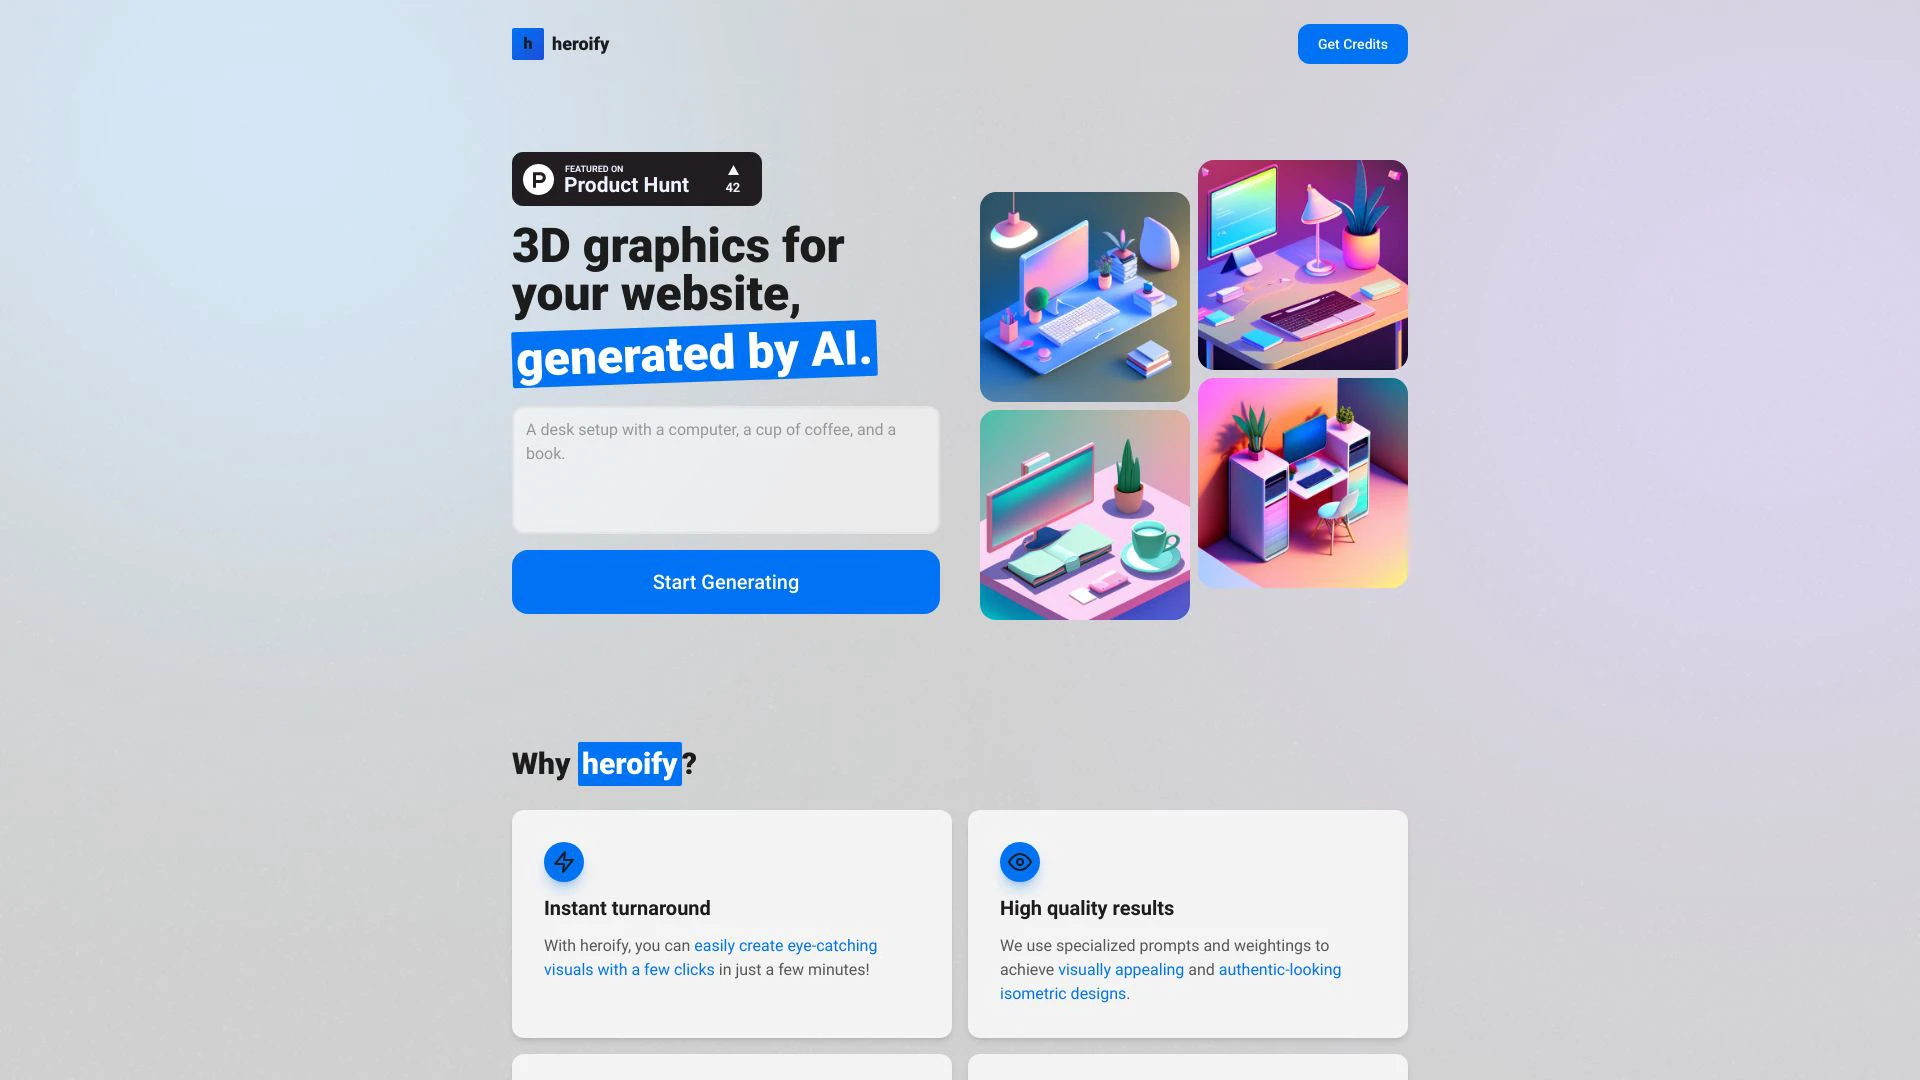 h heroify
Get Credits
FEATURED ON
Product Hunt
42
3D graphics for
your website,
generated by AI.
A desk setup with a computer, a cup of coffee, and a
book.
Start Generating
Why heroify?
Instant turnaround
With heroify, you can easily create eye-catching
visuals with a few clicks in just a few minutes!
High quality results
We use specialized prompts and weightings to
achieve visually appealing and authentic-looking
isometric designs.